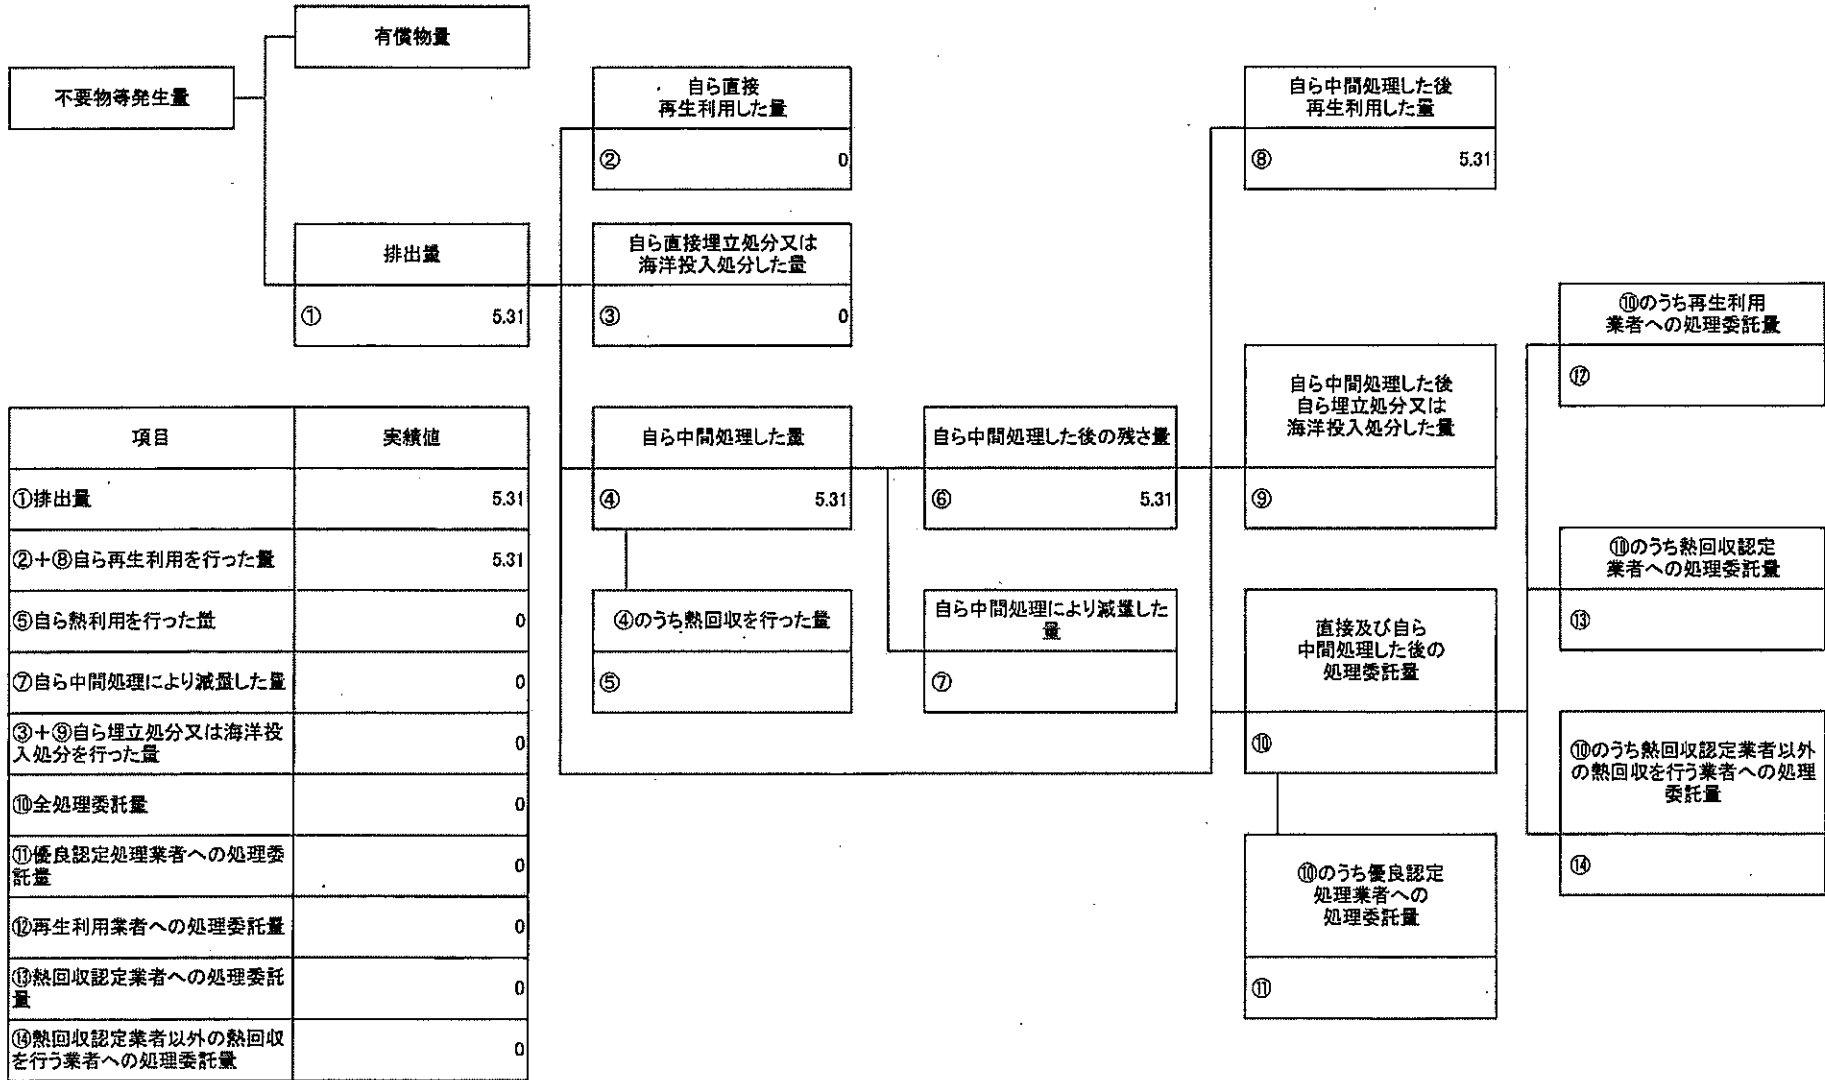 有償物量
不要物等発生量
自ら直接
再生利用した量
② 0
自ら中間処理した後
再生利用した量
⑧ 5.31
排出量
① 5.31
自ら直接埋立処分又は
海洋投入処分した量
③ 0
⑩のうち再生利用
業者への処理委託量
⑫
自ら中間処理した後
自ら埋立処分又は
海洋投入処分した量
⑨
自ら中間処理した量
④ 5.31
自ら中間処理した後の残さ量
⑥ 5.31
④のうち熱回収を行った量
⑤
自ら中間処理により減量した
量
⑦
直接及び自ら
中間処理した後の
処理委託量
⑩
⑩のうち熱回収認定
業者への処理委託量
⑬
⑩のうち熱回収認定業者以外
の熱回収を行う業者への処理
委託量
⑭
⑩のうち優良認定
処理業者への
処理委託量
⑪
項目 実績値
①排出量 5.31
②+⑧自ら再生利用を行った量 5.31
⑤自ら熱利用を行った量 0
⑦自ら中間処理により減量した量 0
③+⑨自ら埋立処分又は海洋投
入処分を行った量 0
⑩全処理委託量 0
⑪優良認定処理業者への処理委
託量 0
⑫再生利用業者への処理委託量 0
⑬熱回収認定業者への処理委託
量 0
⑭熱回収認定業者以外の熱回収
を行う業者への処理委託量 0